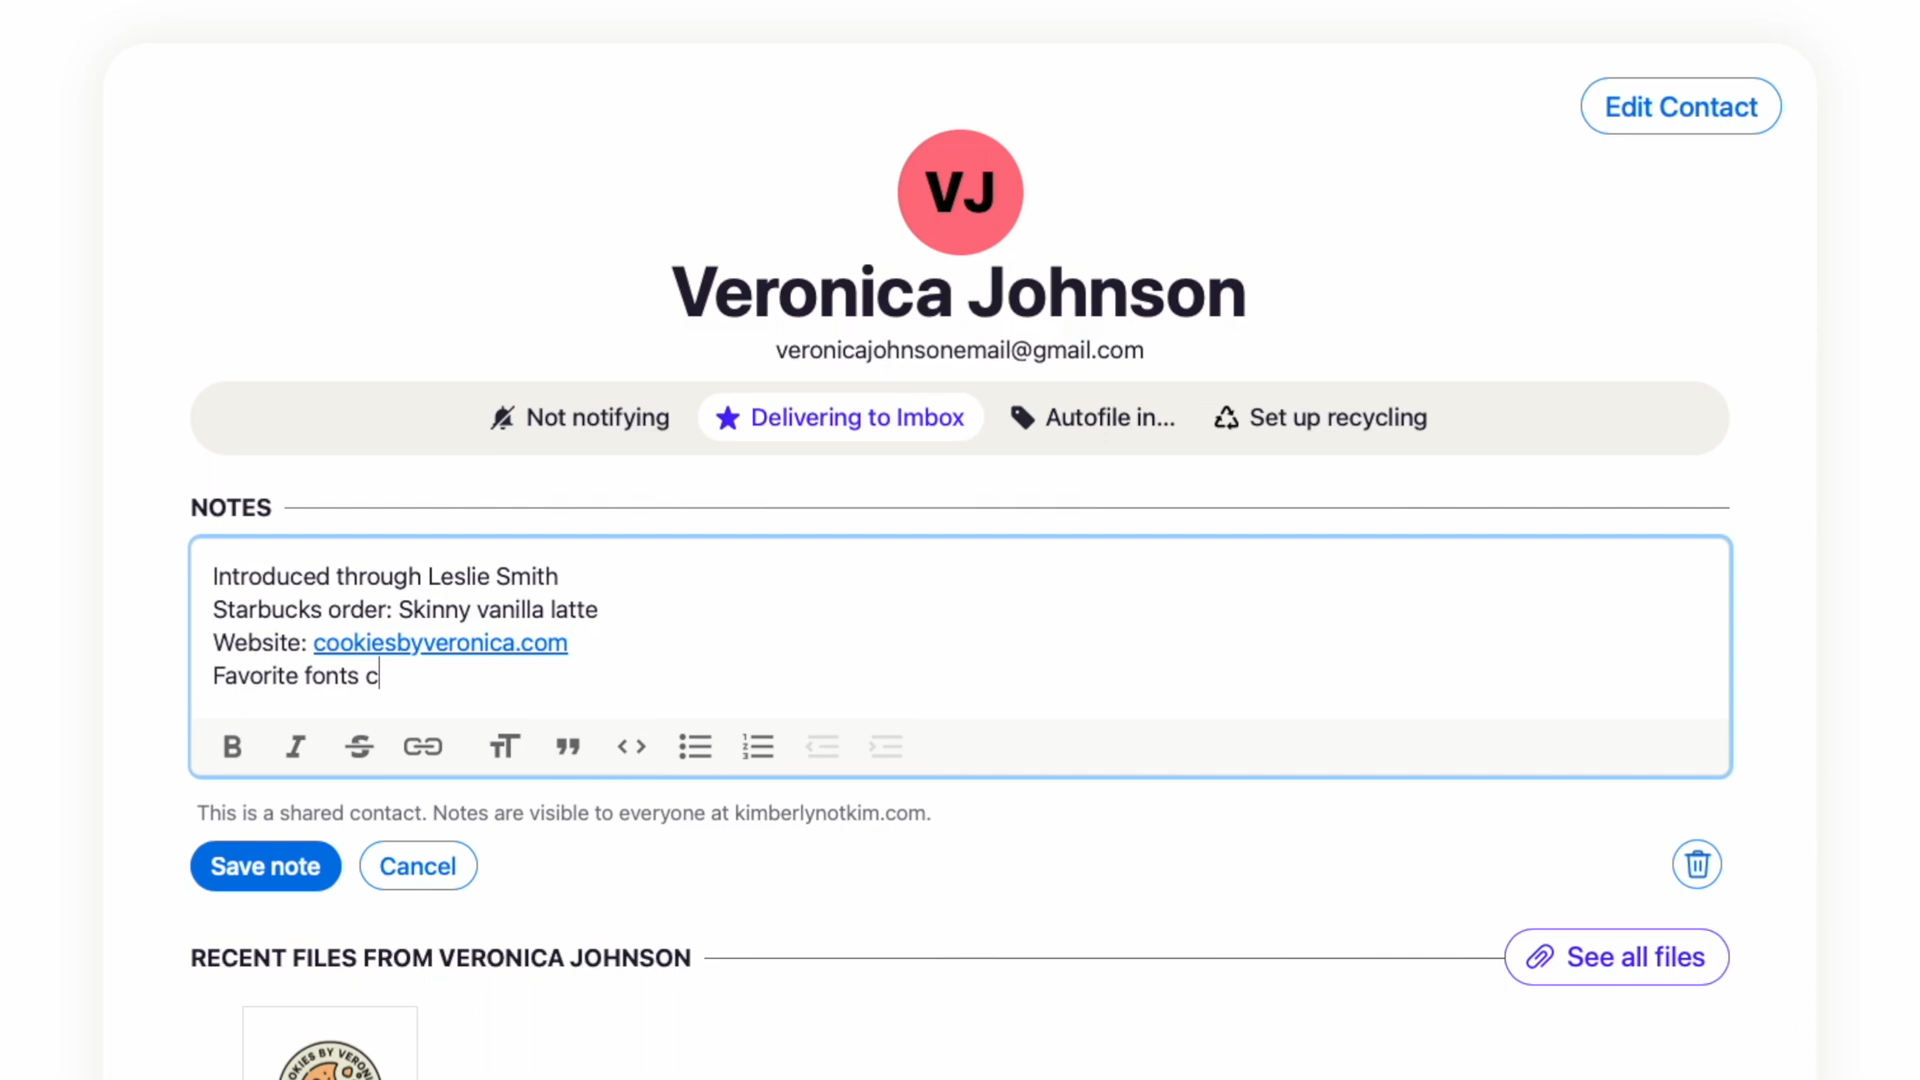 Edit Contact
VJ
Veronica Johnson
veronicajohnsonemail@gmail.com
Not notifying
Delivering to Imbox
Autofile in...
Set up recycling
NOTES
Introduced through Leslie Smith
Starbucks order: Skinny vanilla latte
Website: cookiesbyveronica.com
Favorite fonts c
This is a shared contact. Notes are visible to everyone at kimberlynotkim.com.
Save note
Cancel
RECENT FILES FROM VERONICA JOHNSON
See all files